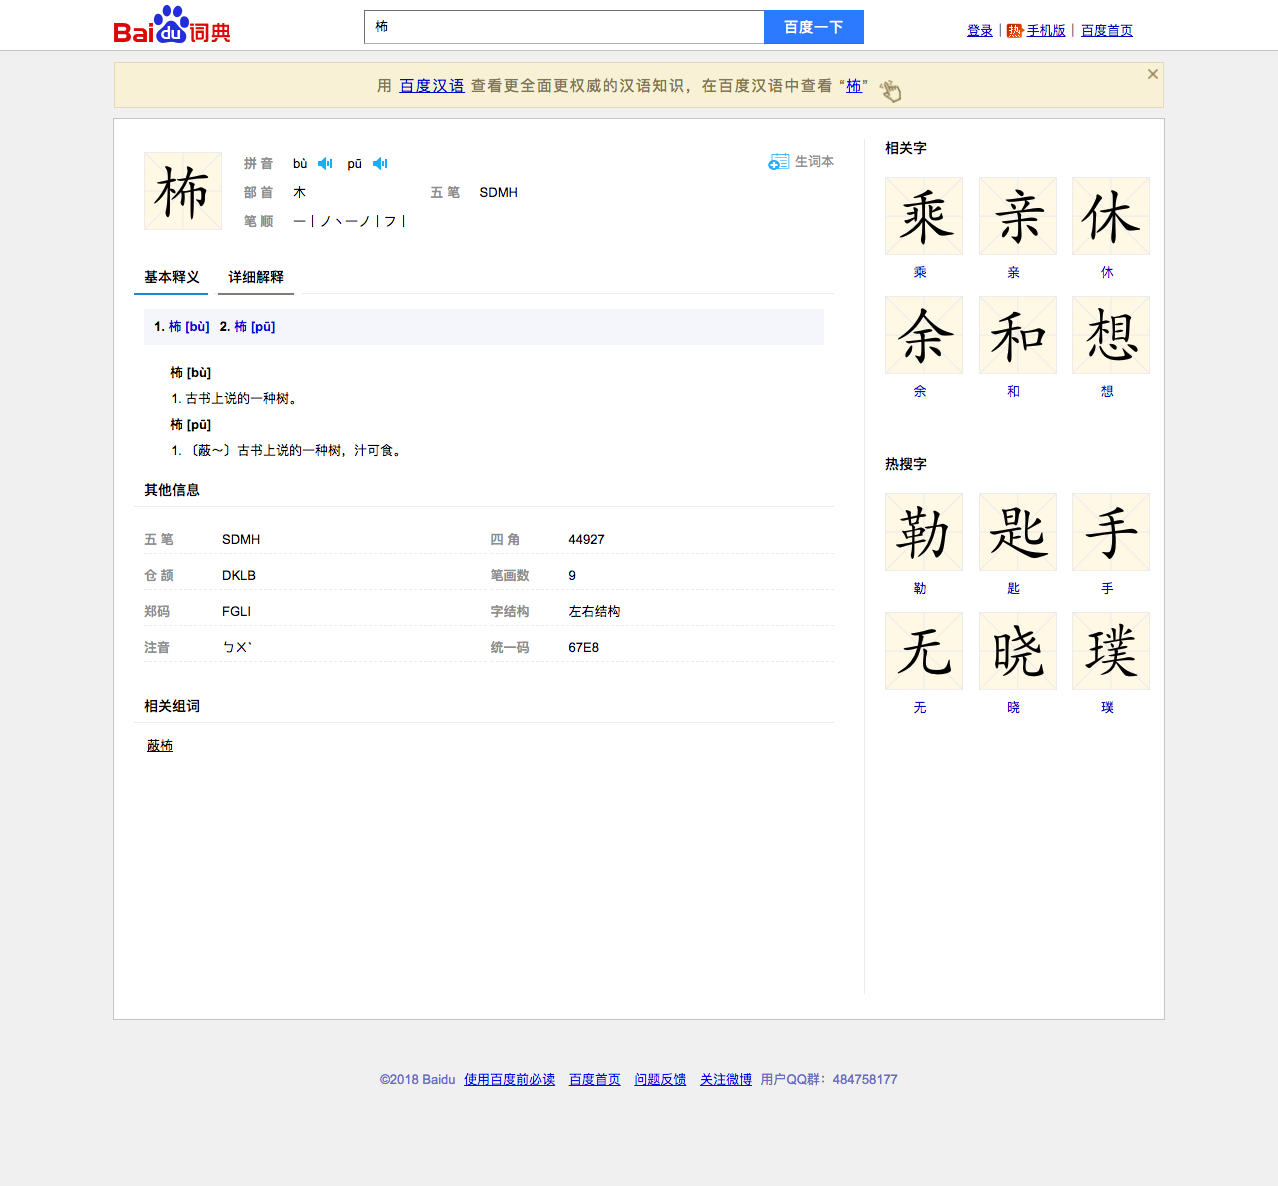 Baidu词典
柨
百度一下
登录 | 热 手机版 | 百度首页
用 百度汉语 查看更全面更权威的汉语知识，在百度汉语中查看 “柨”
柨
拼 音 bù pū
生词本
部 首 木 五 笔 SDMH
笔 顺 一丨ノ丶一ノ丨フ丨
基本释义 详细解释
1. 柨 [bù] 2. 柨 [pū]
柨 [bù]
1. 古书上说的一种树。
柨 [pū]
1. 〔蔽～〕古书上说的一种树，汁可食。
其他信息
五 笔 SDMH 四 角 44927
仓 颉 DKLB 笔画数 9
郑码 FGLI 字结构 左右结构
注音 ㄅㄨˋ 统一码 67E8
相关组词
蔽柨
相关字
乘 亲 休
乘 亲 休
余 和 想
余 和 想
热搜字
勒 匙 手
勒 匙 手
无 晓 璞
无 晓 璞
©2018 Baidu 使用百度前必读 百度首页 问题反馈 关注微博 用户QQ群：484758177